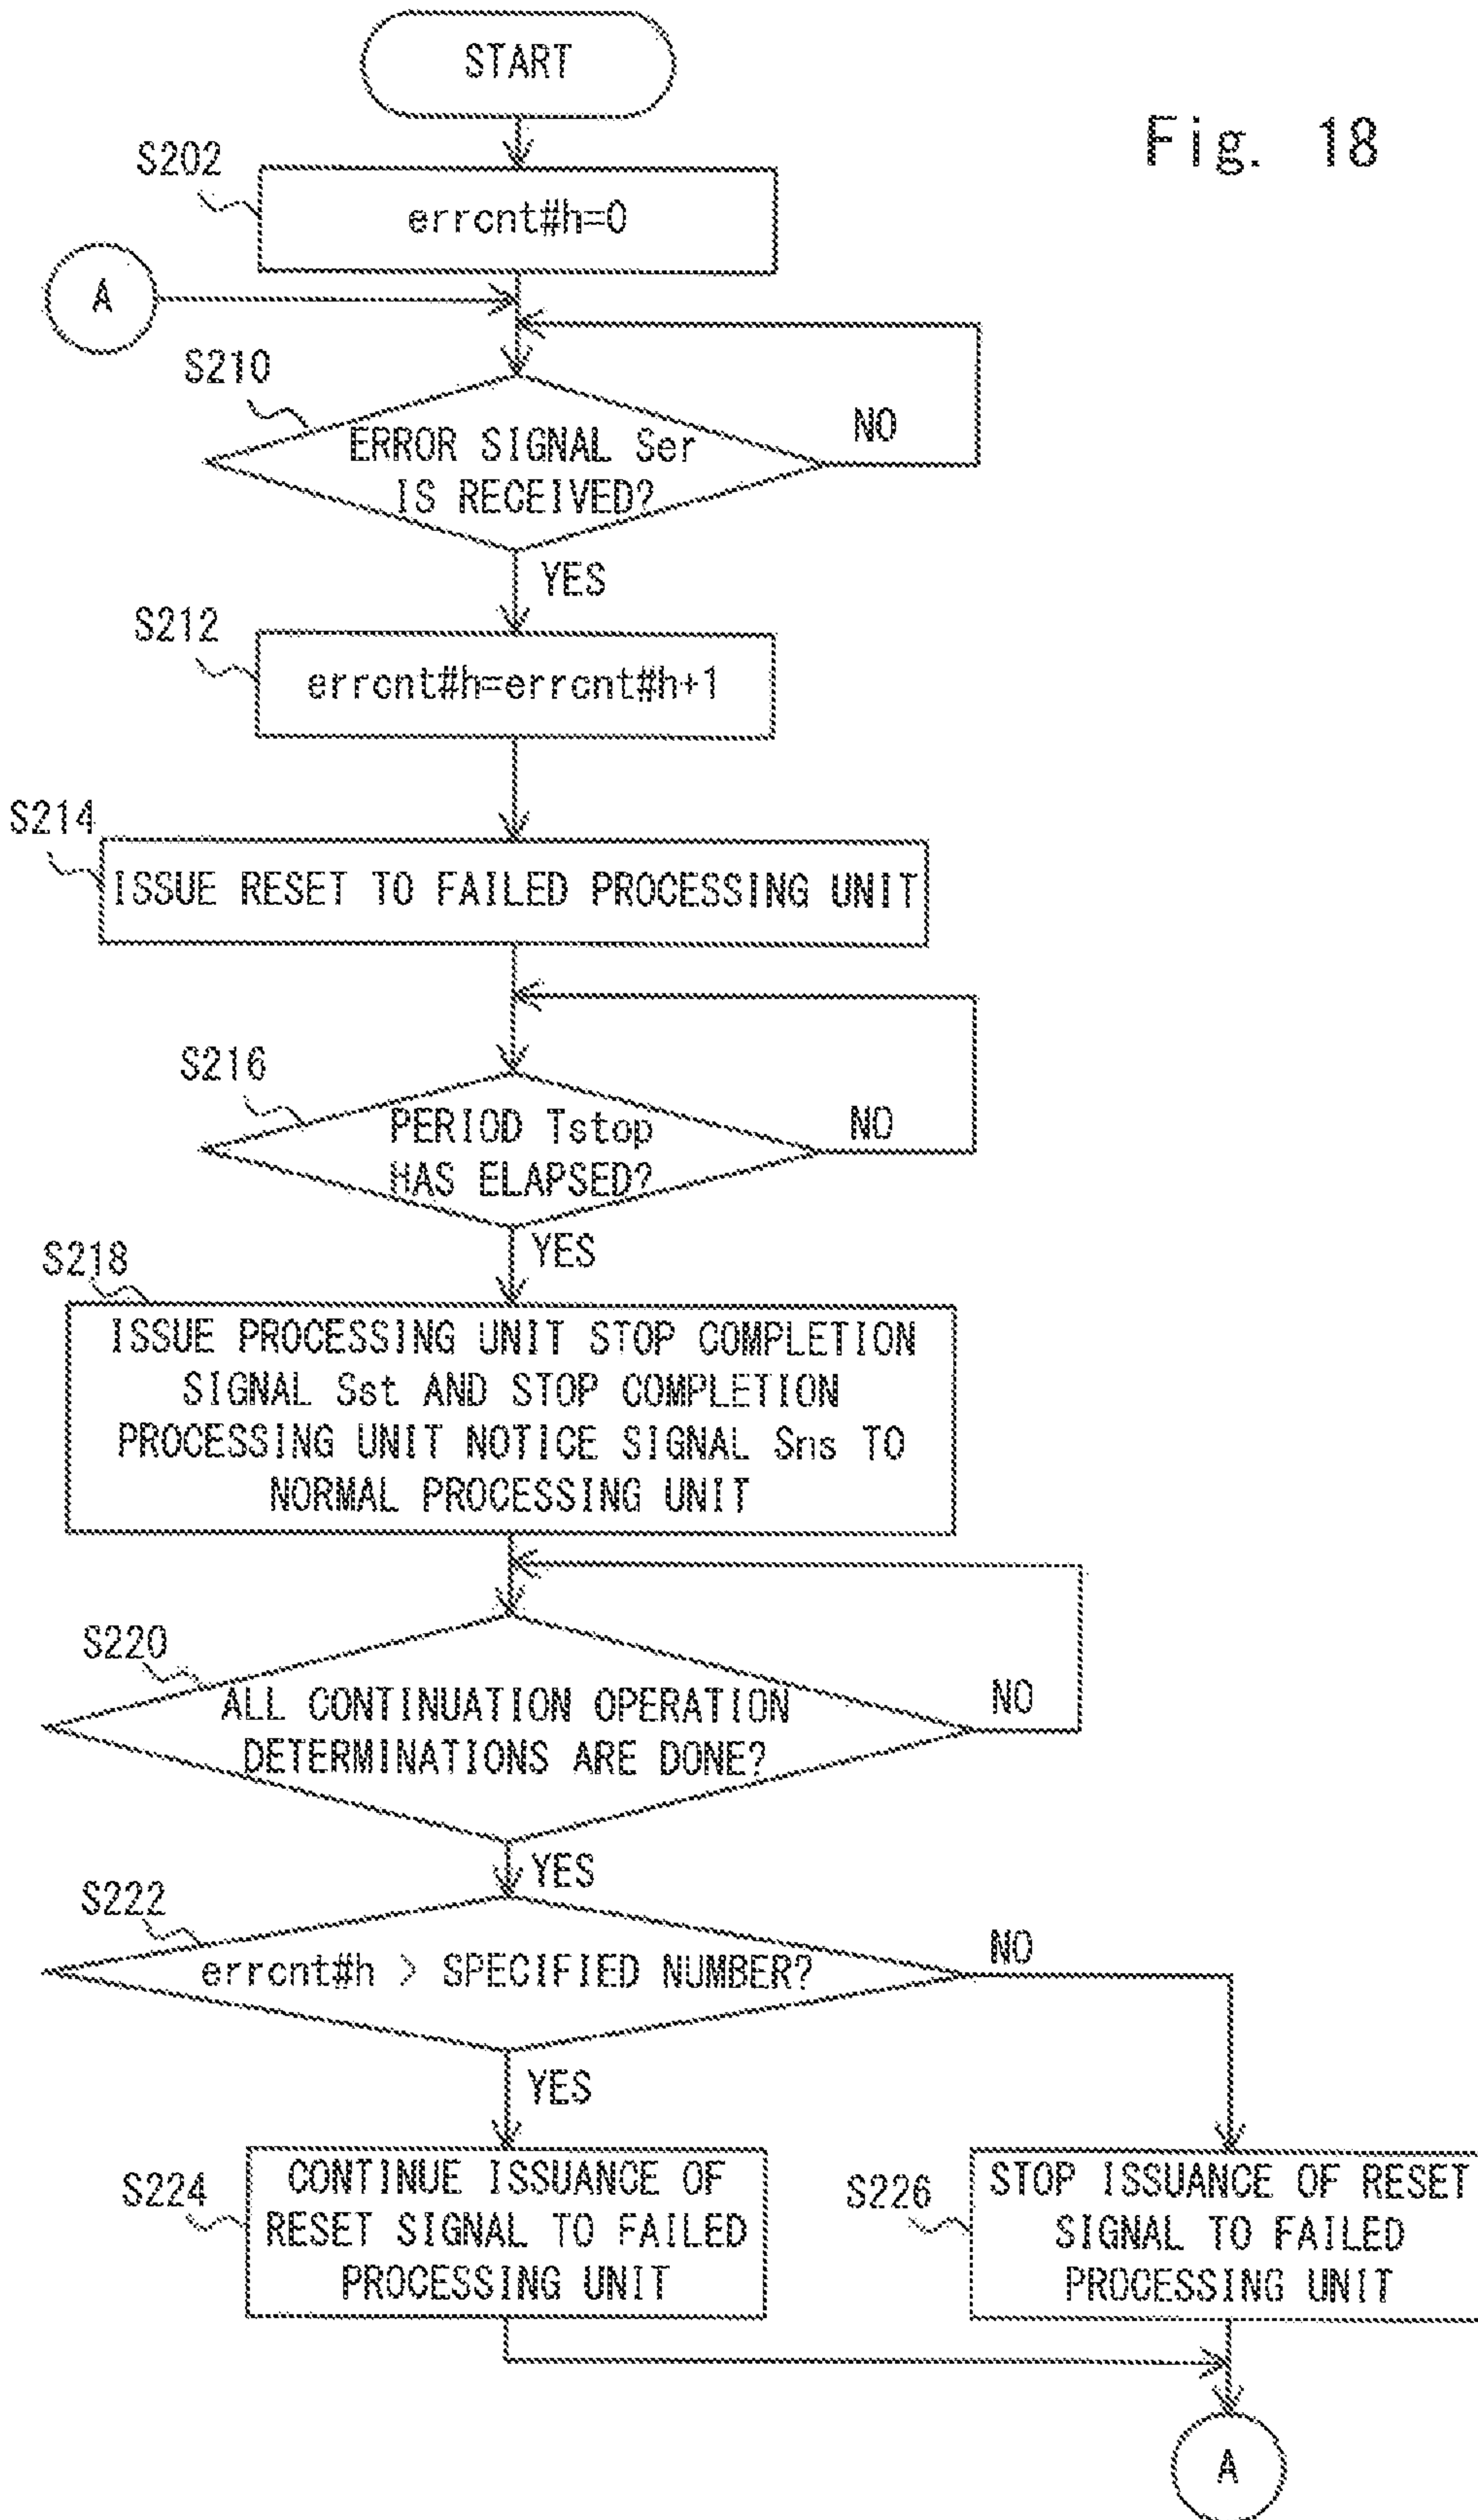 START
Fig. 18
S202
errcnt#h=0
A
S210
ERROR SIGNAL Ser
IS RECEIVED?
NO
YES
S212
errcnt#h=errcnt#h+1
S214
ISSUE RESET TO FAILED PROCESSING UNIT
S216
PERIOD Tstop
HAS ELAPSED?
NO
YES
S218
ISSUE PROCESSING UNIT STOP COMPLETION
SIGNAL Sst AND STOP COMPLETION
PROCESSING UNIT NOTICE SIGNAL Sns TO
NORMAL PROCESSING UNIT
S220
ALL CONTINUATION OPERATION
DETERMINATIONS ARE DONE?
NO
YES
S222
errcnt#h > SPECIFIED NUMBER?
NO
YES
S224
CONTINUE ISSUANCE OF
RESET SIGNAL TO FAILED
PROCESSING UNIT
S226
STOP ISSUANCE OF RESET
SIGNAL TO FAILED
PROCESSING UNIT
A